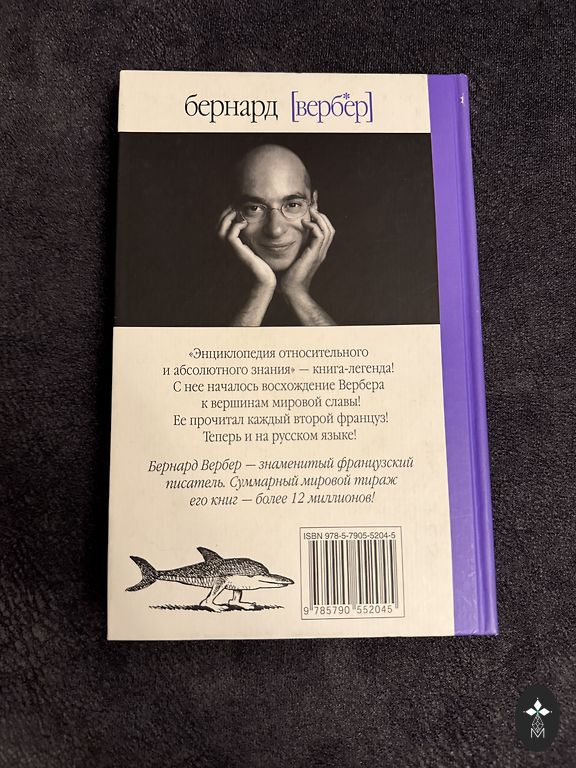 бернард [верб*ер]
«Энциклопедия относительного
и абсолютного знания» — книга-легенда!
С нее началось восхождение Вербера
к вершинам мировой славы!
Ее прочитал каждый второй француз!
Теперь и на русском языке!
Бернард Вербер — знаменитый французский
писатель. Суммарный мировой тираж
его книг — более 12 миллионов!
ISBN 978-5-7905-5204-5
9 785790 552045
M